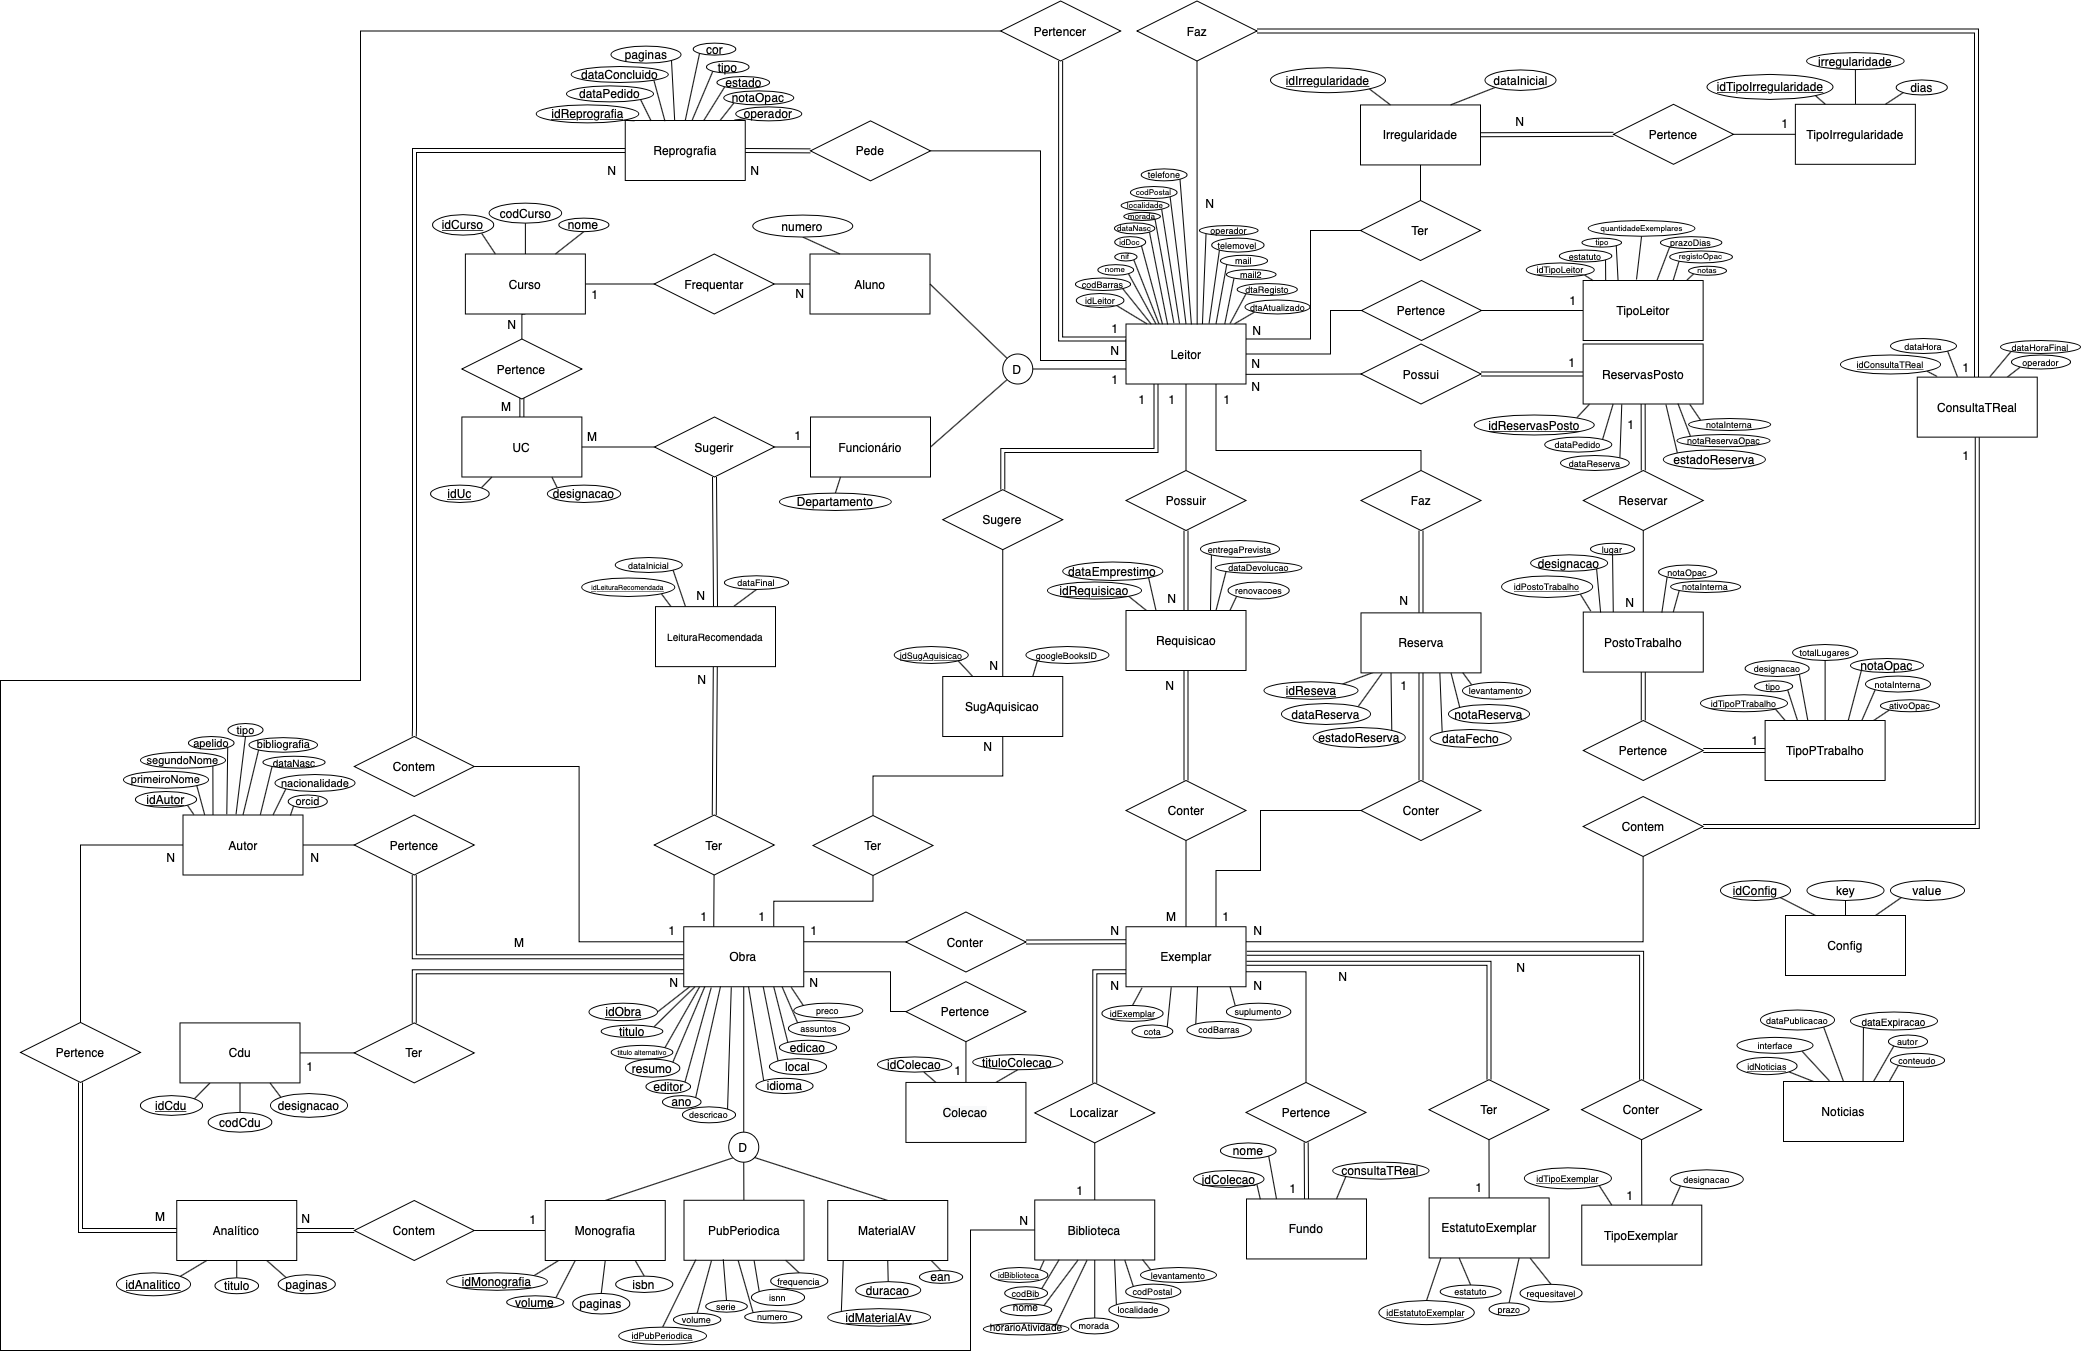 Pertencer
Faz
paginas
cor
dataConcluido
tipo
estado
dataPedido
notaOpac
idReprografia
operador
Reprografia
N
N
Pede
idIrregularidade
dataInicial
Irregularidade
N
Pertence
1
idTipoIrregularidade
irregularidade
dias
TipoIrregularidade
Ter
idCurso
codCurso
nome
Curso
1
Frequentar
N
numero
Aluno
N
Pertence
M
UC
idUc
designacao
M
Sugerir
1
Funcionário
Departamento
D
telefone
codPostal
localidade
morada
dataNasc
idDoc
nif
nome
codBarras
idLeitor
N
operador
telemovel
mail
mail2
dtaRegisto
dtaAtualizado
Leitor
1
N
1
N
N
N
1
1
1
Pertence
1
quantidadeExemplares
tipo
prazoDias
estatuto
registoOpac
idTipoLeitor
notas
TipoLeitor
Possui
1
ReservasPosto
idReservasPosto
dataPedido
dataReserva
1
notaInterna
notaReservaOpac
estadoReserva
dataHora
dataHoraFinal
idConsultaTReal
operador
1
ConsultaTReal
1
Sugere
Possuir
Faz
Reservar
dataInicial
idLeituraRecomendada
dataFinal
N
LeituraRecomendada
N
idSugAquisicao
googleBooksID
N
SugAquisicao
N
entregaPrevista
dataEmprestimo
dataDevolucao
idRequisicao
renovacoes
N
Requisicao
N
N
Reserva
idReseva
dataReserva
estadoReserva
1
levantamento
notaReserva
dataFecho
lugar
designacao
idPostoTrabalho
notaOpac
notaInterna
N
PostoTrabalho
totalLugares
designacao
notaOpac
tipo
notaInterna
idTipoPTrabalho
ativoOpac
Pertence
1
TipoPTrabalho
tipo
apelido
bibliografia
segundoNome
dataNasc
primeiroNome
nacionalidade
idAutor
orcid
Autor
N
N
Contem
Pertence
Ter
Ter
Conter
Conter
Contem
M
1
1
1
1
Obra
N
N
Conter
N
M
1
N
Exemplar
N
N
N
N
idObra
titulo
titulo alternativo
resumo
editor
ano
descricao
preco
assuntos
edicao
local
idioma
Pertence
1
idColecao
tituloColecao
Colecao
idExemplar
cota
codBarras
suplumento
idConfig
key
value
Config
dataPublicacao
dataExpiracao
interface
autor
idNoticias
conteudo
Noticias
Pertence
Cdu
1
Ter
idCdu
codCdu
designacao
Localizar
Pertence
Ter
Conter
D
M
Analítico
N
Contem
1
idAnalitico
titulo
paginas
Monografia
idMonografia
volume
paginas
isbn
PubPeriodica
idPubPeriodica
volume
serie
numero
isnn
frequencia
MaterialAV
idMaterialAv
duracao
ean
1
N
Biblioteca
idBiblioteca
codBib
nome
horarioAtividade
morada
localidade
codPostal
levantamento
nome
idColecao
consultaTReal
1
Fundo
1
EstatutoExemplar
idEstatutoExemplar
estatuto
prazo
requesitavel
idTipoExemplar
designacao
1
TipoExemplar